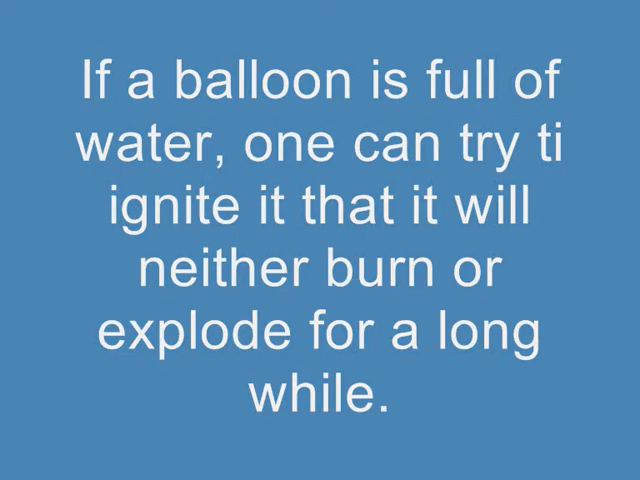 If a balloon is full of
water, one can try ti
ignite it that it will
neither burn or
explode for a long
while.